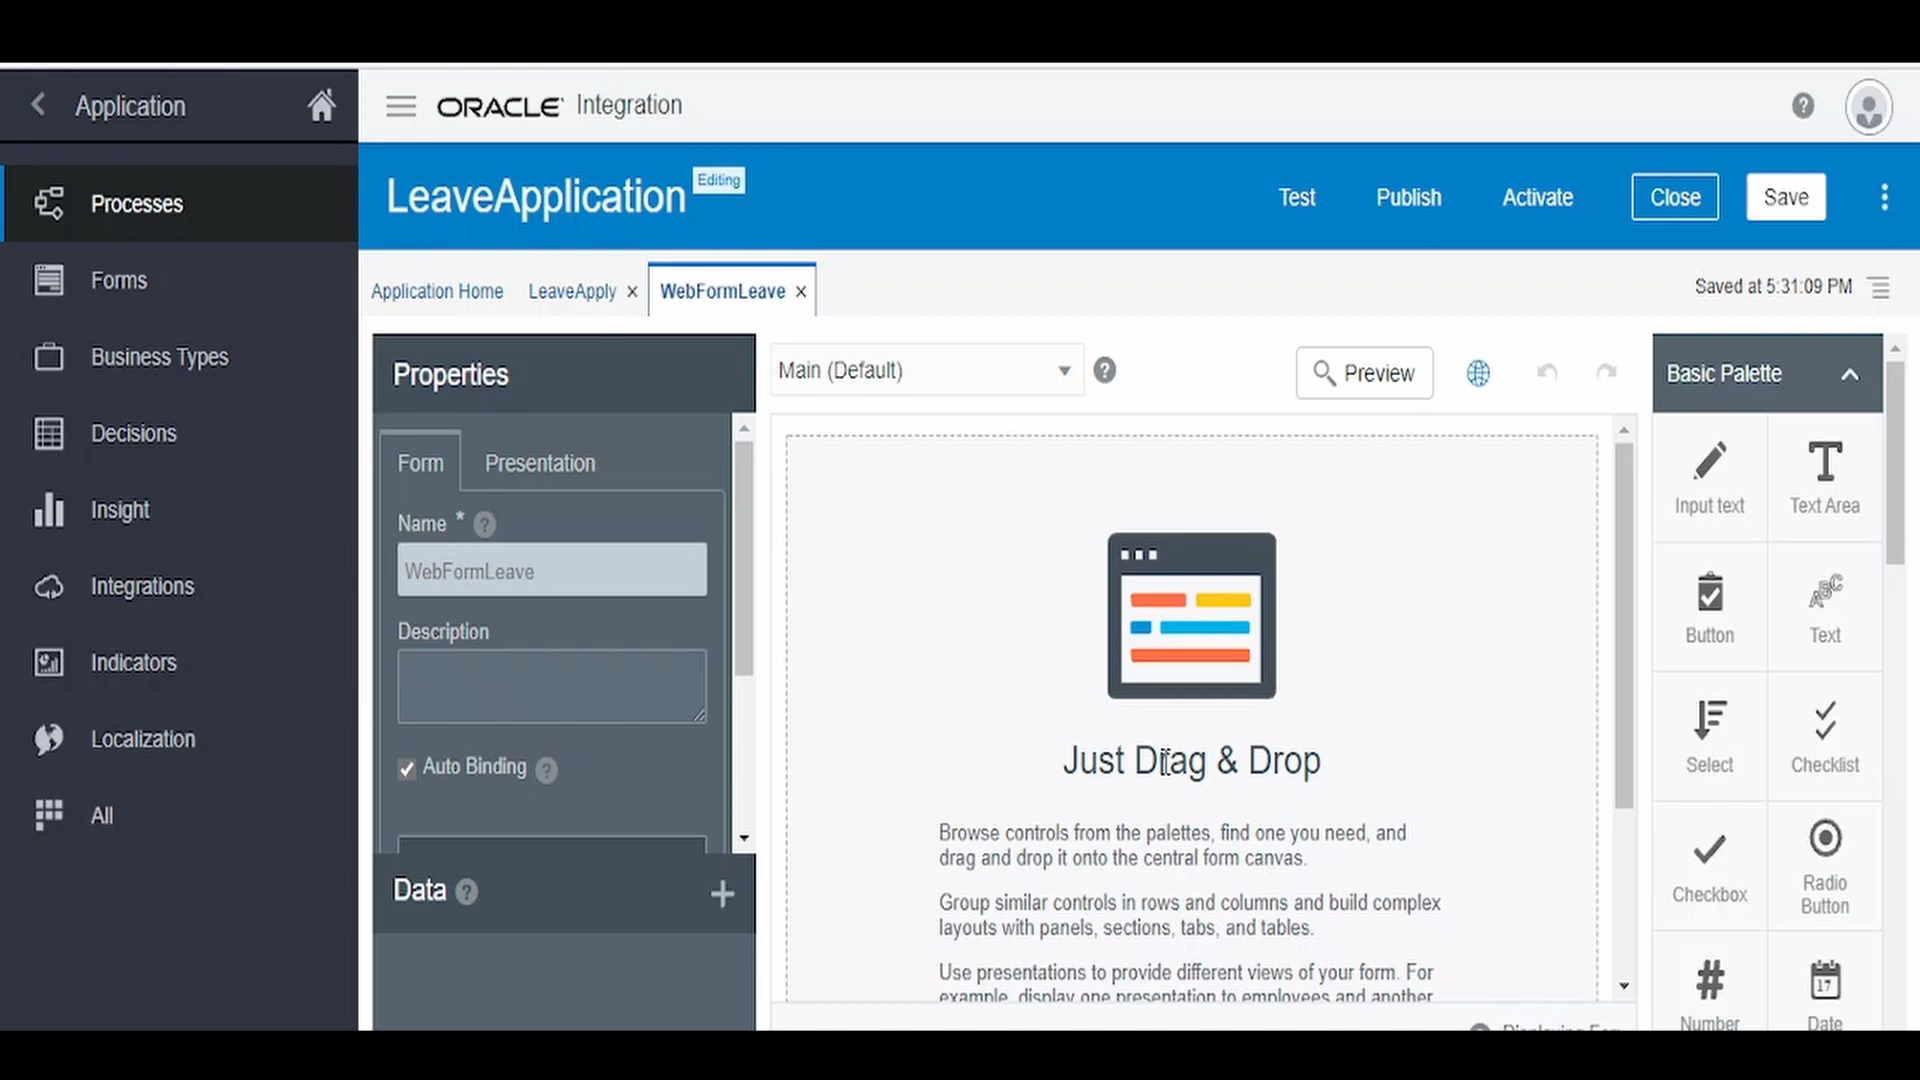 Application
ORACLE Integration
?
LeaveApplication
Editing
Test
Publish
Activate
Close
Save
Processes
Forms
Business Types
Decisions
Insight
Integrations
Indicators
Localization
All
Application Home
LeaveApply ×
WebFormLeave ×
Saved at 5:31:09 PM
Properties
Form
Presentation
Name * ?
WebFormLeave
Description
Auto Binding ?
Data ? +
Main (Default)
?
Preview
Just Drag & Drop
Browse controls from the palettes, find one you need, and
drag and drop it onto the central form canvas.
Group similar controls in rows and columns and build complex
layouts with panels, sections, tabs, and tables.
Use presentations to provide different views of your form. For
example, display one presentation to employees and another
Basic Palette
Input text
T
Text Area
Button
ABC
Text
Select
Checklist
Checkbox
Radio
Button
#
Number
17
Date